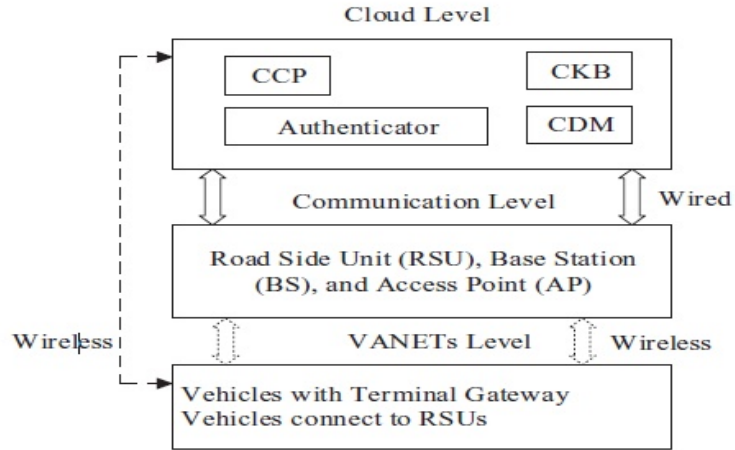 Cloud Level
CCP
CKB
Authenticator
CDM
Communication Level
Wired
Road Side Unit (RSU), Base Station
(BS), and Access Point (AP)
Wireless
VANETs Level
Wireless
Vehicles with Terminal Gateway
Vehicles connect to RSUs